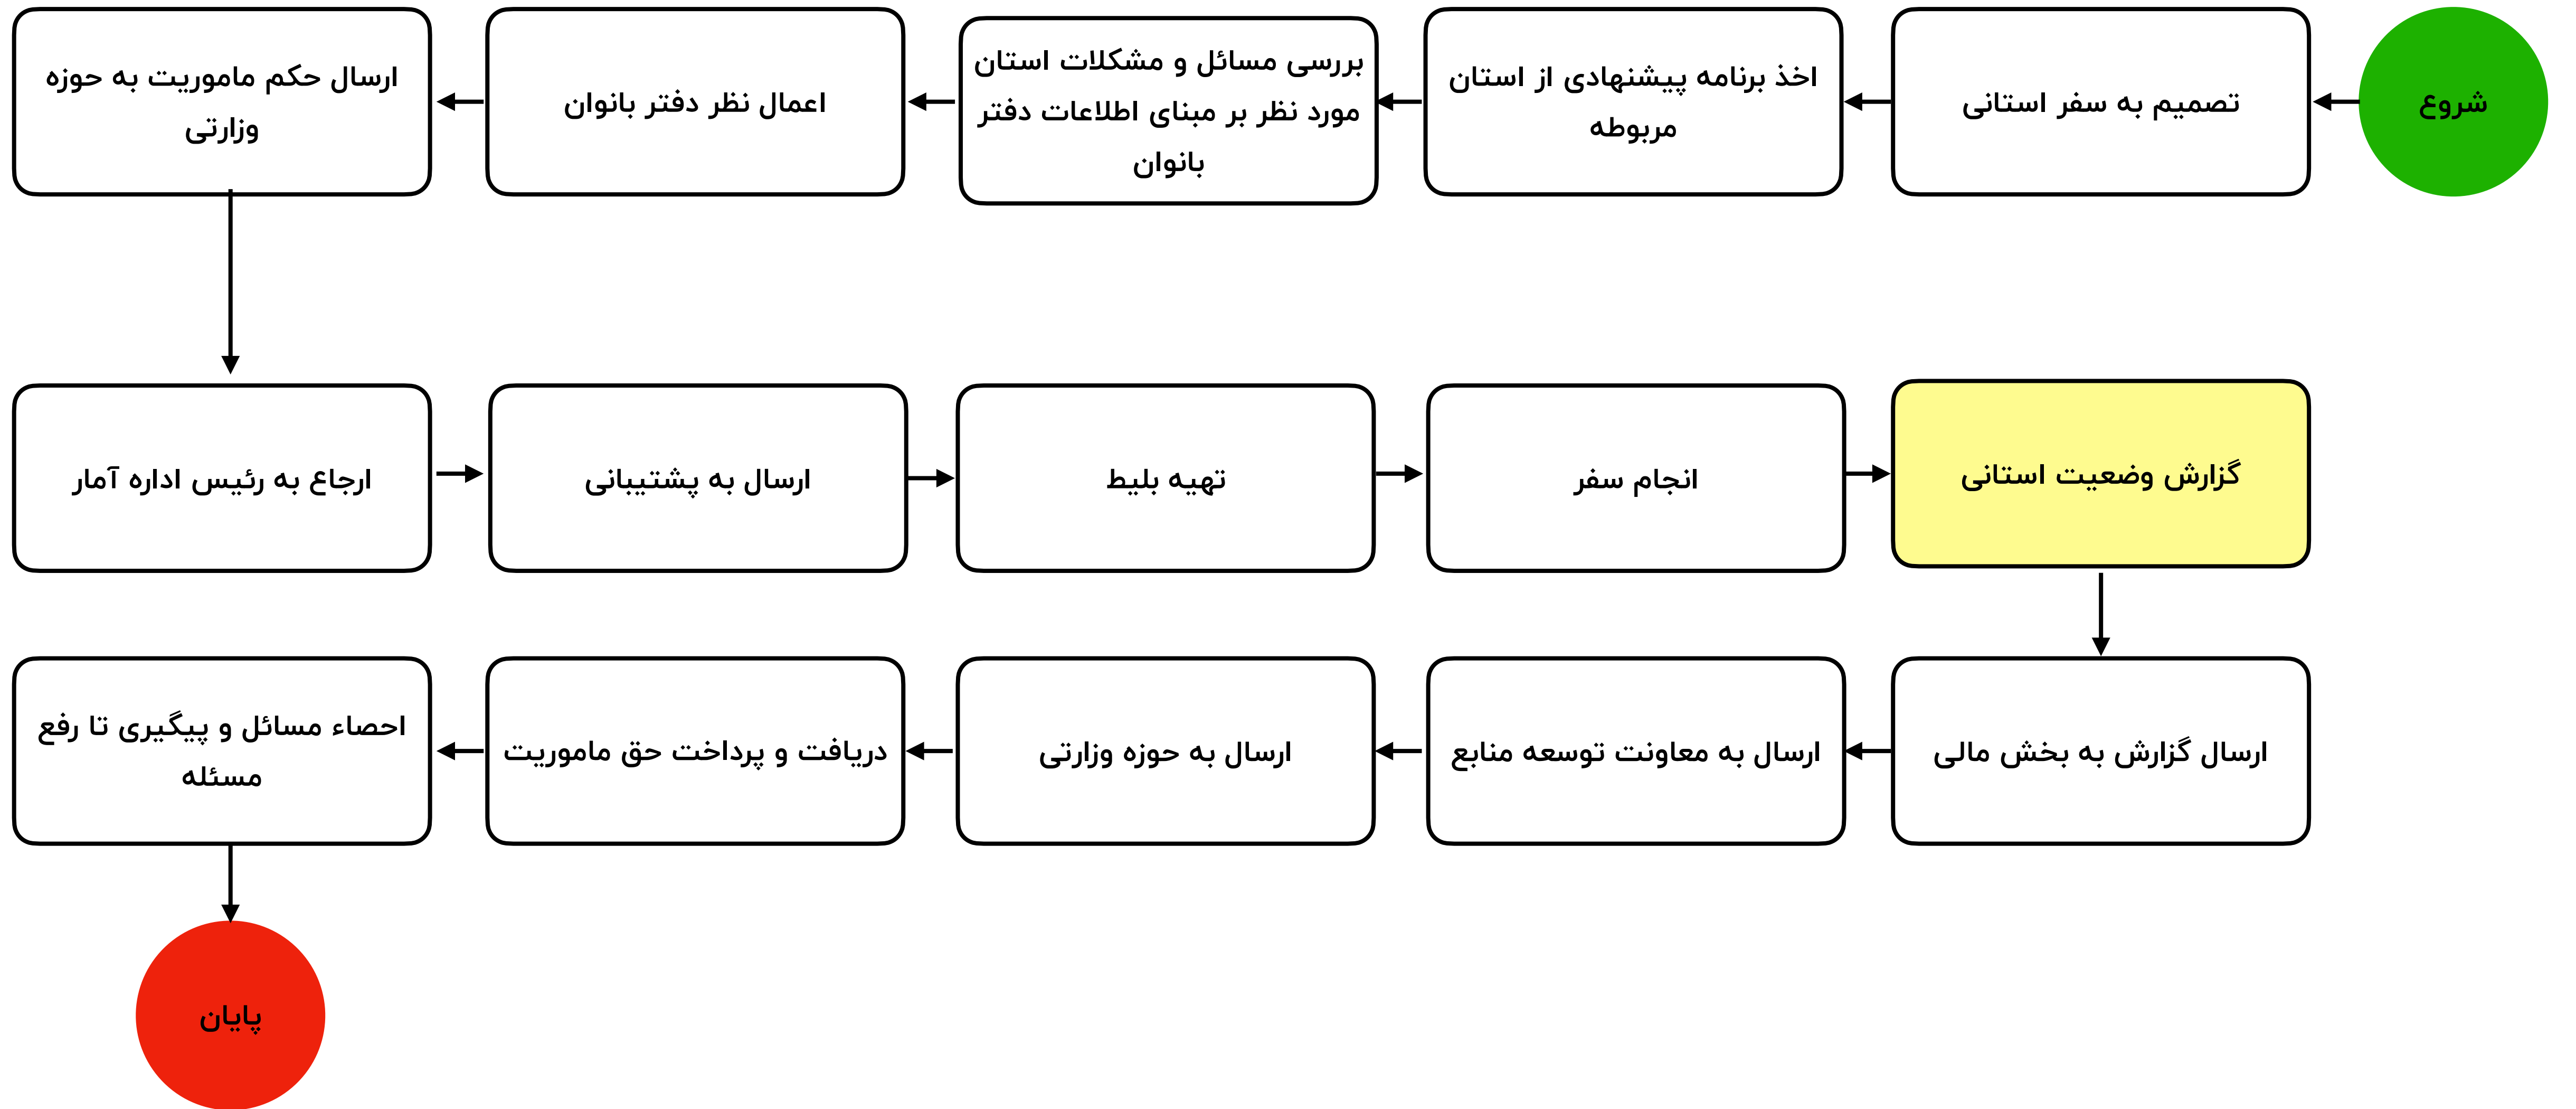 شروع
تصمیم به سفر استانی
اخذ برنامه پیشنهادی از استان
مربوطه
بررسی مسائل و مشکلات استان
مورد نظر بر مبنای اطلاعات دفتر
بانوان
اعمال نظر دفتر بانوان
ارسال حکم ماموریت به حوزه
وزارتی
ارجاع به رئیس اداره آمار
ارسال به پشتیبانی
تهیه بلیط
انجام سفر
گزارش وضعیت استانی
ارسال گزارش به بخش مالی
ارسال به معاونت توسعه منابع
ارسال به حوزه وزارتی
دریافت و پرداخت حق ماموریت
احصاء مسائل و پیگیری تا رفع
مسئله
پایان